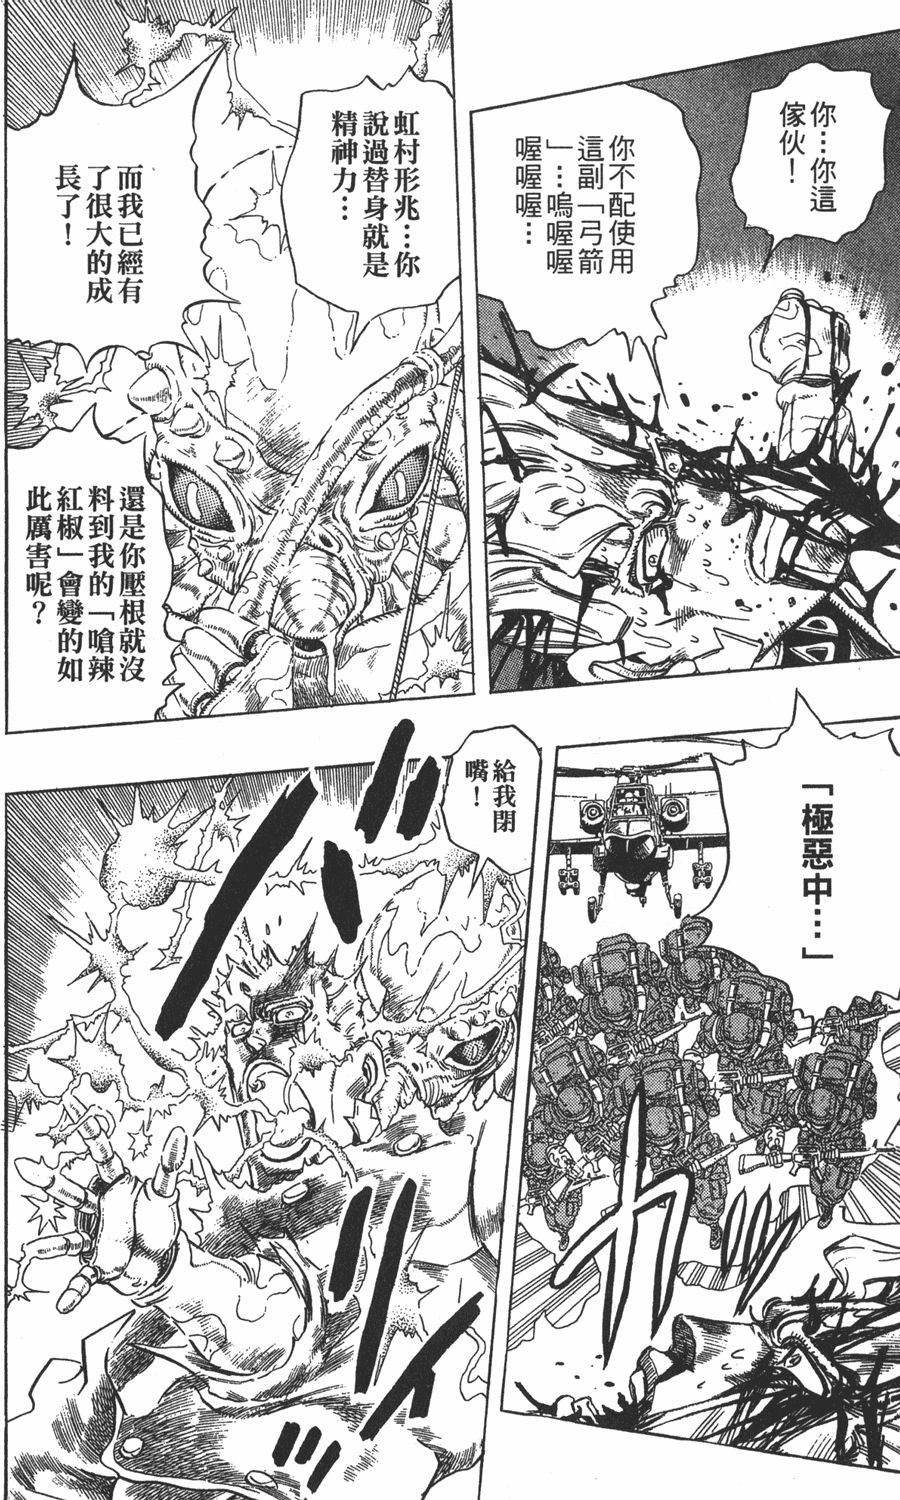 你…你這
傢伙！
你不配使用
這副「弓箭
」…嗚喔喔
喔喔喔…
虹村形兆…你
說過替身就是
精神力…
而我已經有
了很大的成
長了！
還是你壓根就沒
料到我的「嗆辣
紅椒」會變的如
此厲害呢？
「極惡中…」
給我閉
嘴！